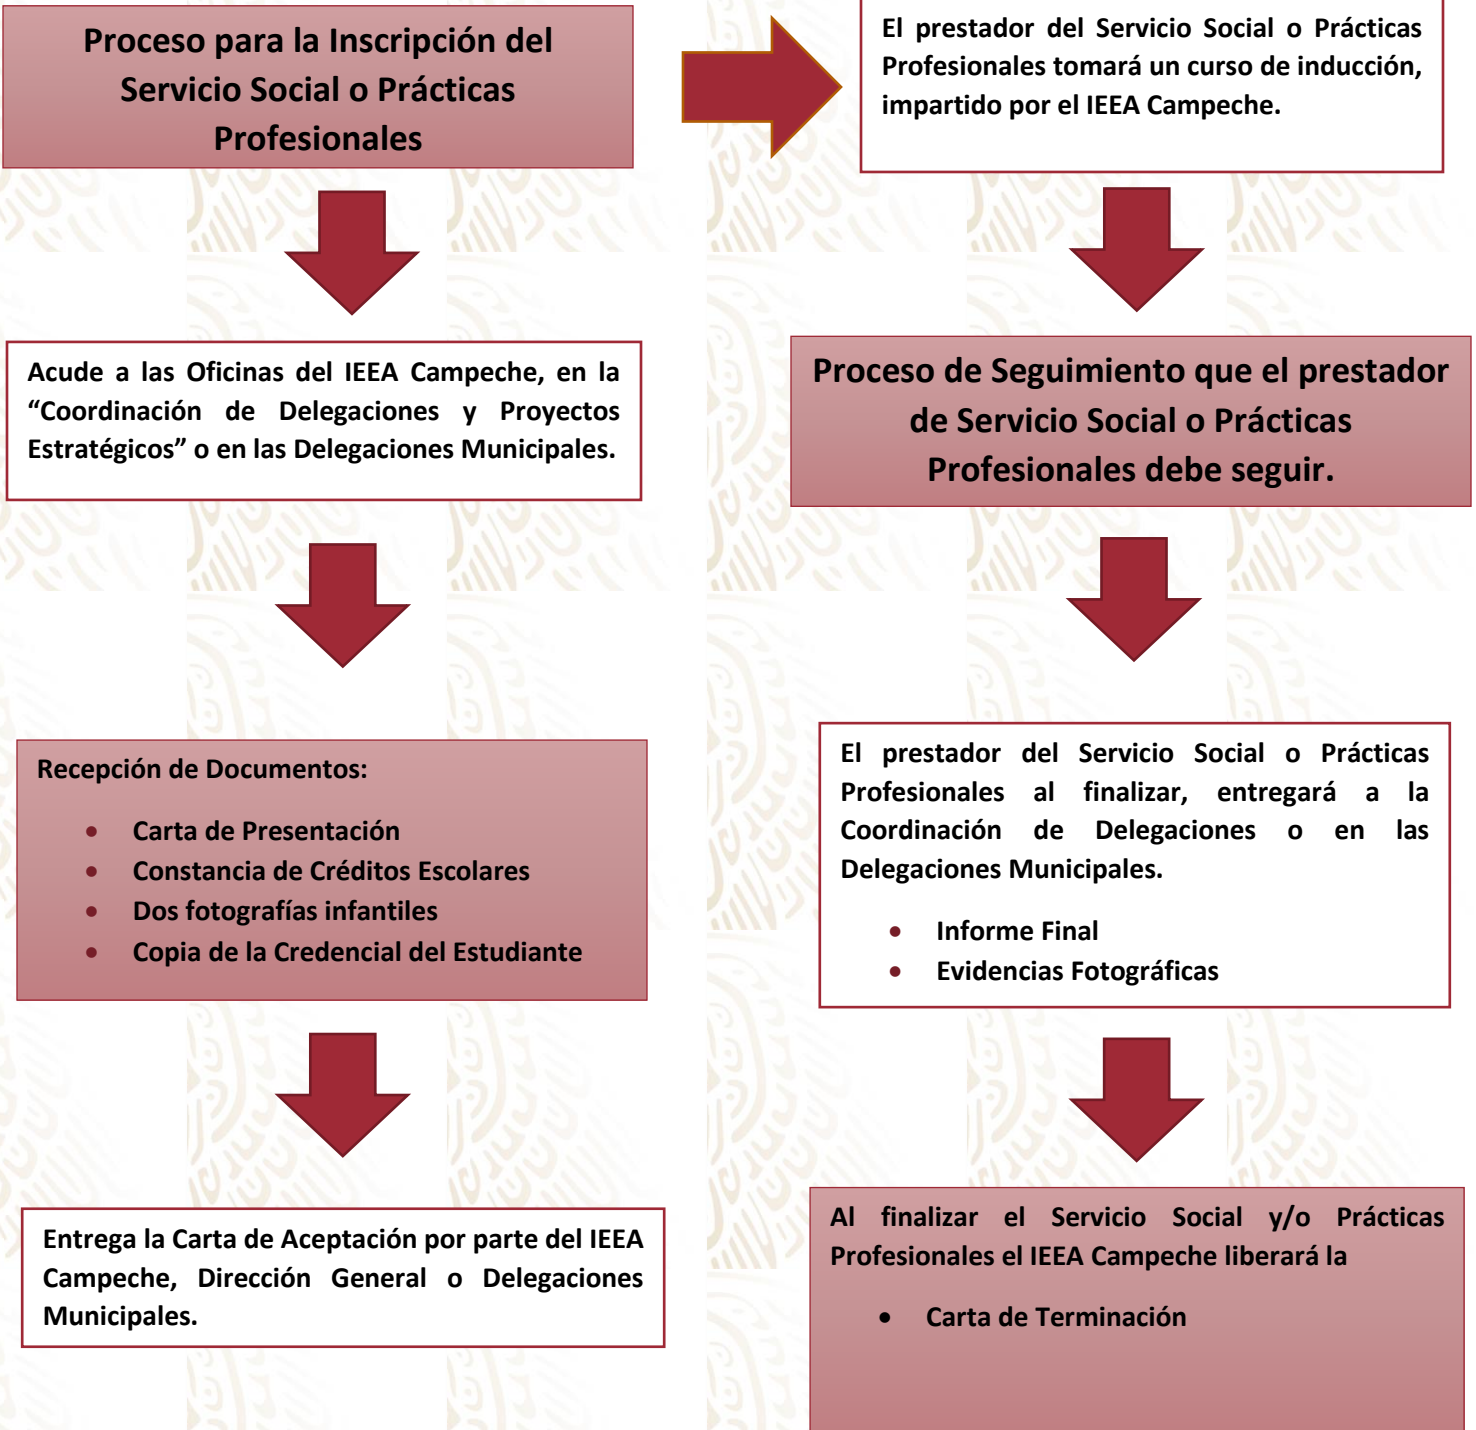 Proceso para la Inscripción del
Servicio Social o Prácticas
Profesionales
Acude a las Oficinas del IEEA Campeche, en la
“Coordinación de Delegaciones y Proyectos
Estratégicos” o en las Delegaciones Municipales.
Recepción de Documentos:
• Carta de Presentación
• Constancia de Créditos Escolares
• Dos fotografías infantiles
• Copia de la Credencial del Estudiante
Entrega la Carta de Aceptación por parte del IEEA
Campeche, Dirección General o Delegaciones
Municipales.
El prestador del Servicio Social o Prácticas
Profesionales tomará un curso de inducción,
impartido por el IEEA Campeche.
Proceso de Seguimiento que el prestador
de Servicio Social o Prácticas
Profesionales debe seguir.
El prestador del Servicio Social o Prácticas
Profesionales al finalizar, entregará a la
Coordinación de Delegaciones o en las
Delegaciones Municipales.
• Informe Final
• Evidencias Fotográficas
Al finalizar el Servicio Social y/o Prácticas
Profesionales el IEEA Campeche liberará la
• Carta de Terminación